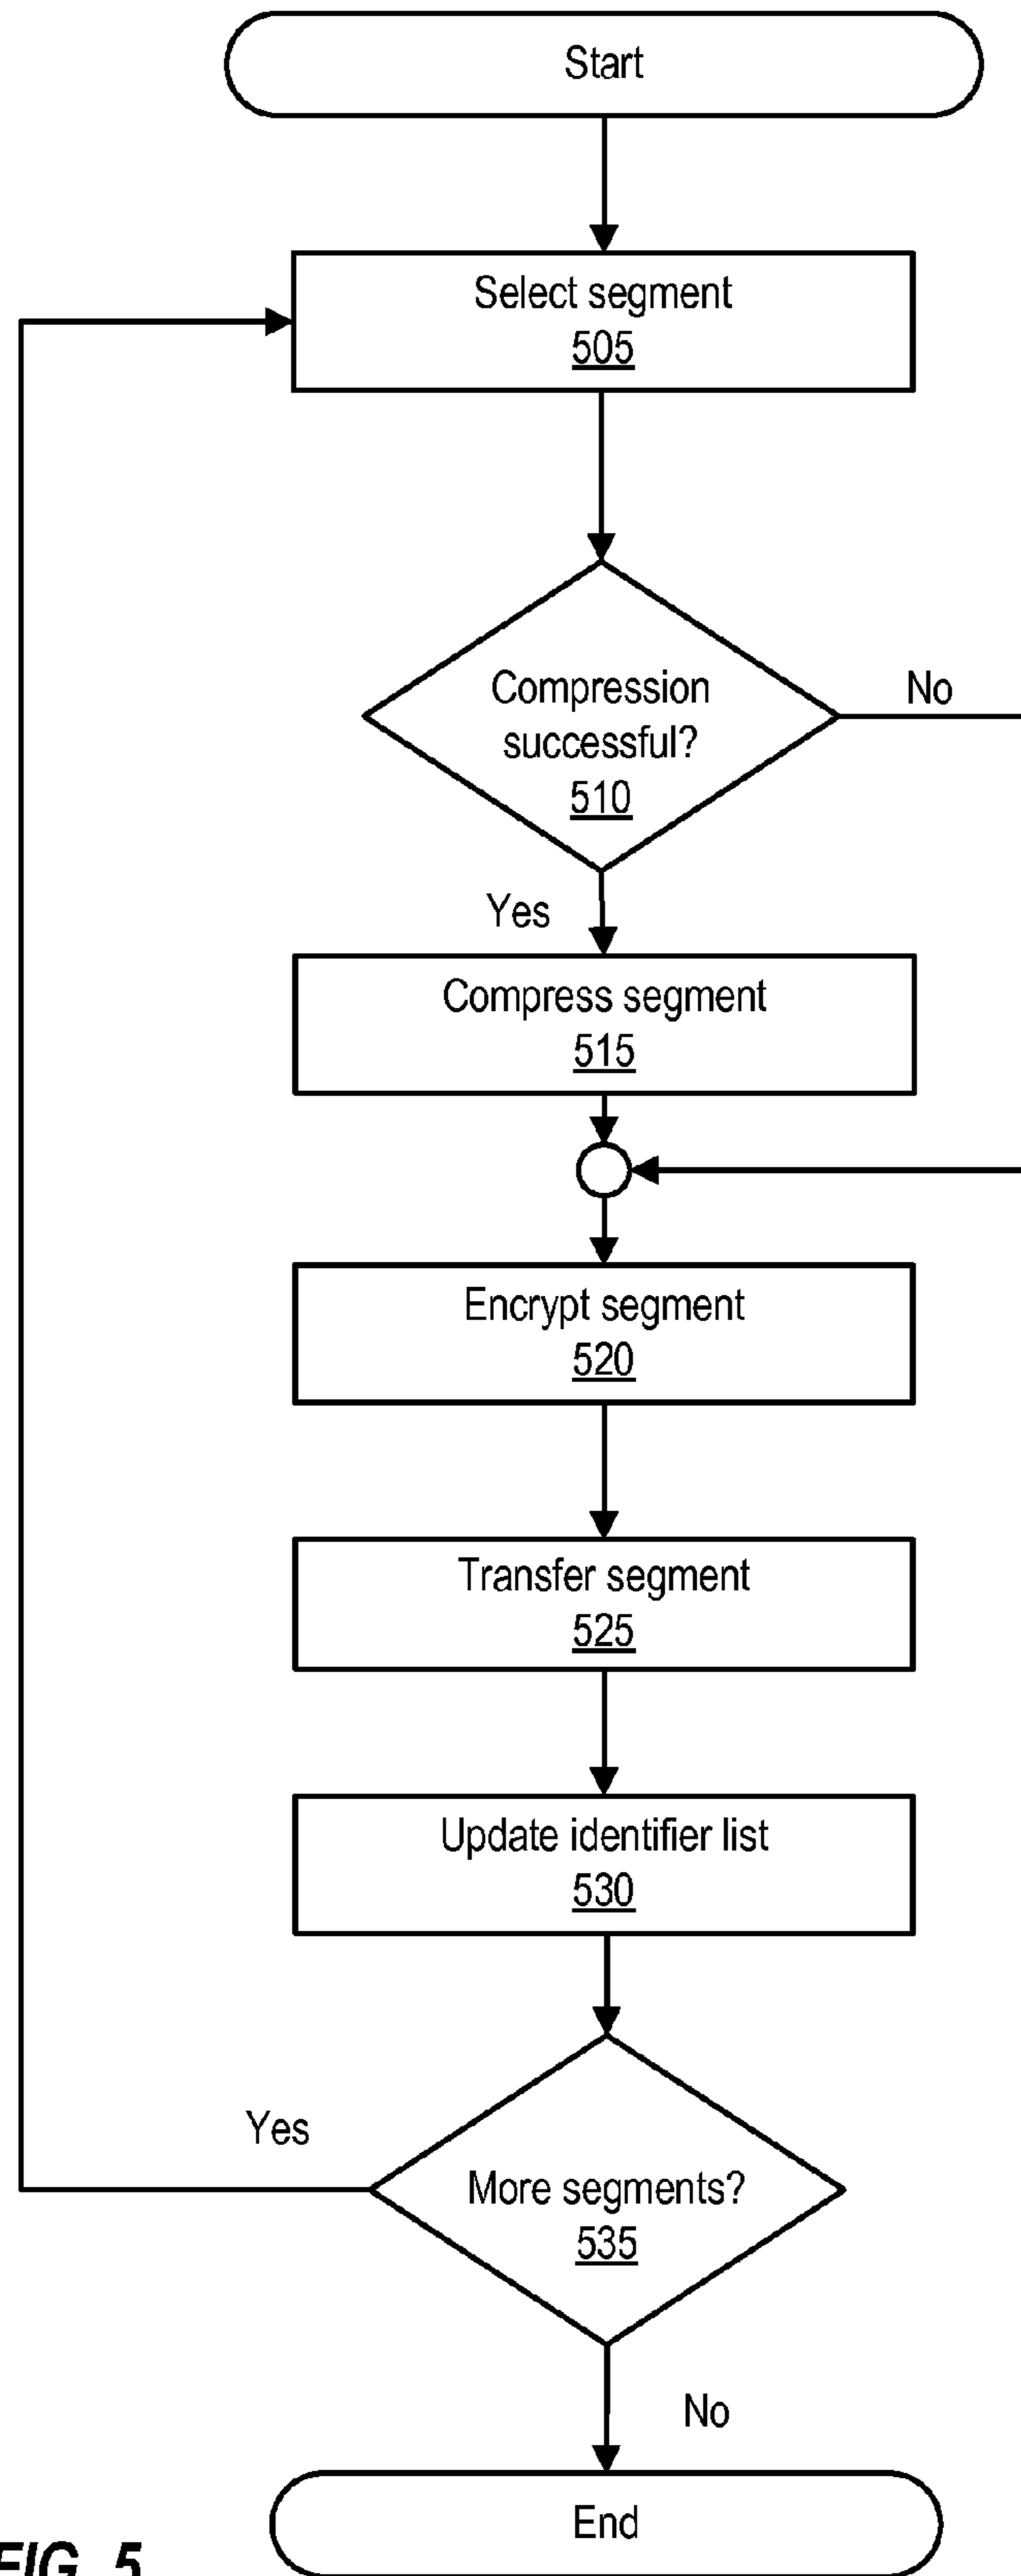 Start
Select segment
505
Compression
successful?
510
No
Yes
Compress segment
515
Encrypt segment
520
Transfer segment
525
Update identifier list
530
Yes
More segments?
535
No
End
FIG. 5